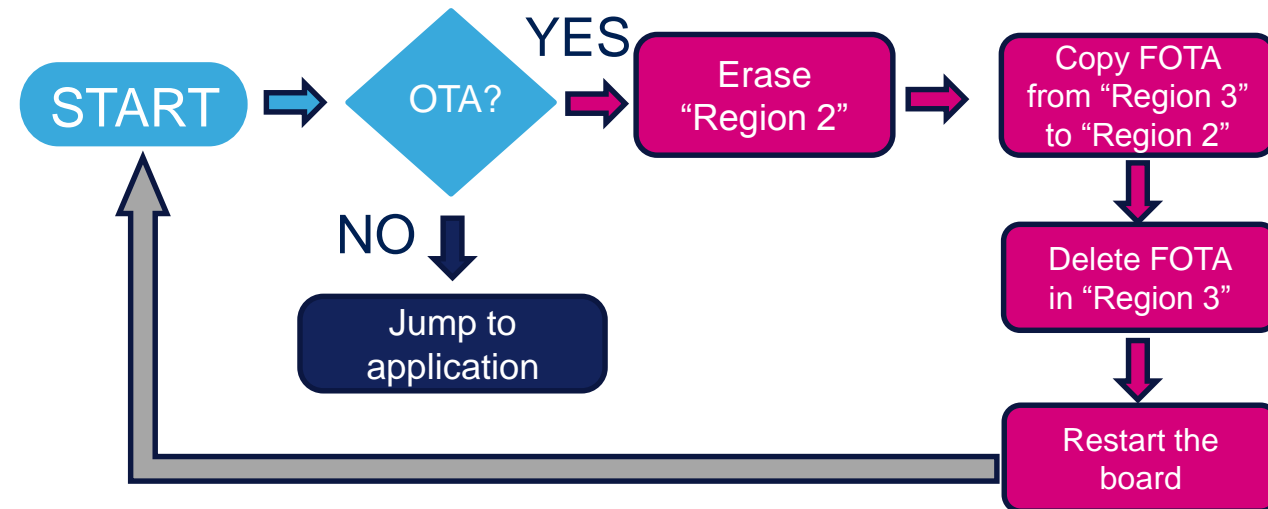 START
OTA?
YES
Erase
“Region 2”
Copy FOTA
from “Region 3”
to “Region 2”
NO
Jump to
application
Delete FOTA
in “Region 3”
Restart the
board